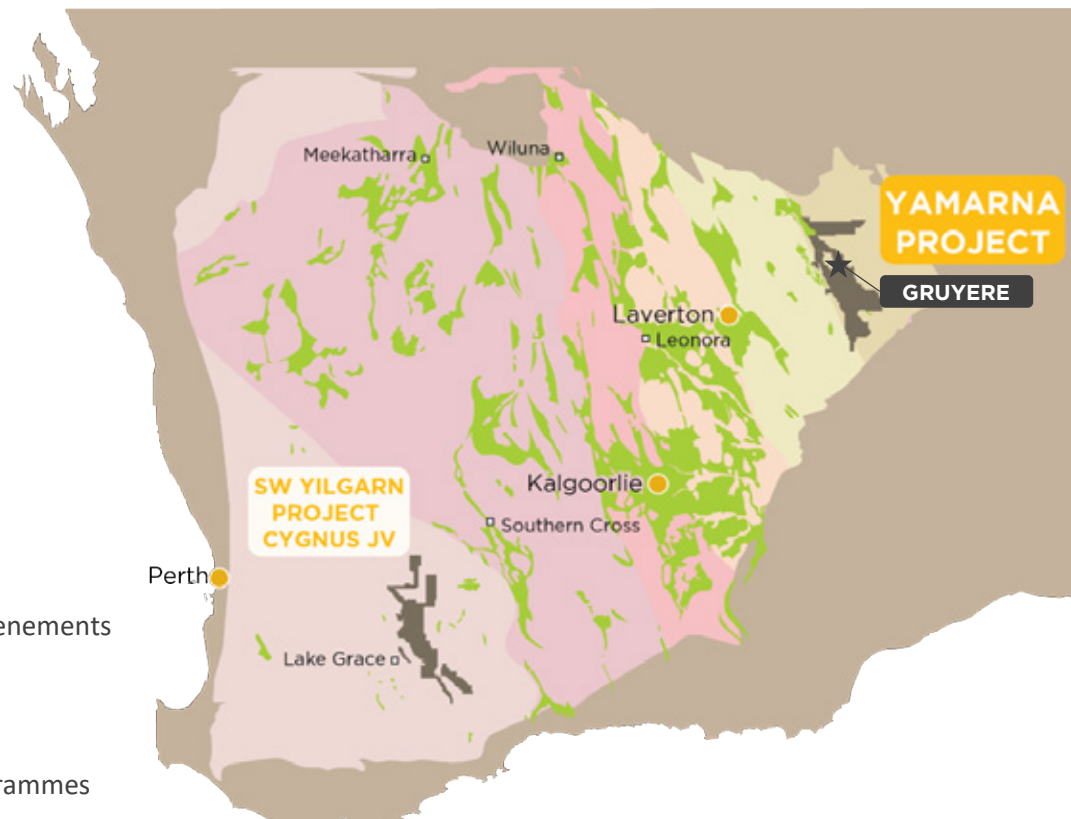 Meekatharra
Wiluna
YAMARNA
PROJECT
GRUYERE
Laverton
Leonora
SW YILGARN
PROJECT
CYGNUS JV
Kalgoorlie
Southern Cross
Perth
enements
Lake Grace
rammes